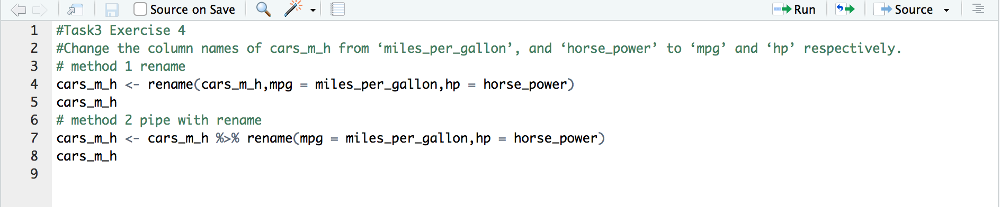 Source on Save Run Source
1 #Task3 Exercise 4
2 #Change the column names of cars_m_h from ‘miles_per_gallon’, and ‘horse_power’ to ‘mpg’ and ‘hp’ respectively.
3 # method 1 rename
4 cars_m_h <- rename(cars_m_h,mpg = miles_per_gallon,hp = horse_power)
5 cars_m_h
6 # method 2 pipe with rename
7 cars_m_h <- cars_m_h %>% rename(mpg = miles_per_gallon,hp = horse_power)
8 cars_m_h
9